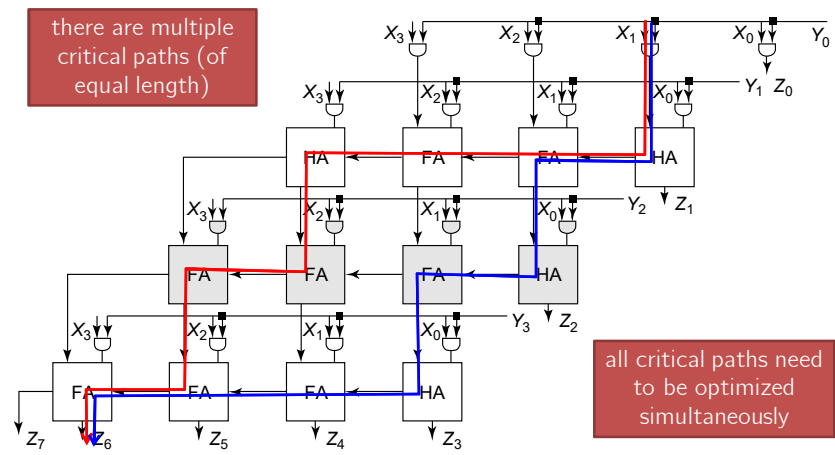 there are multiple
critical paths (of
equal length)
X3 X2 X1 X0 Y0
X3 X2 X1 X0 Y1 Z0
HA FA FA HA
X3 X2 X1 X0 Y2 Z1
FA FA FA HA
X3 X2 X1 X0 Y3 Z2
FA FA FA HA
Z7 Z6 Z5 Z4 Z3
all critical paths need
to be optimized
simultaneously